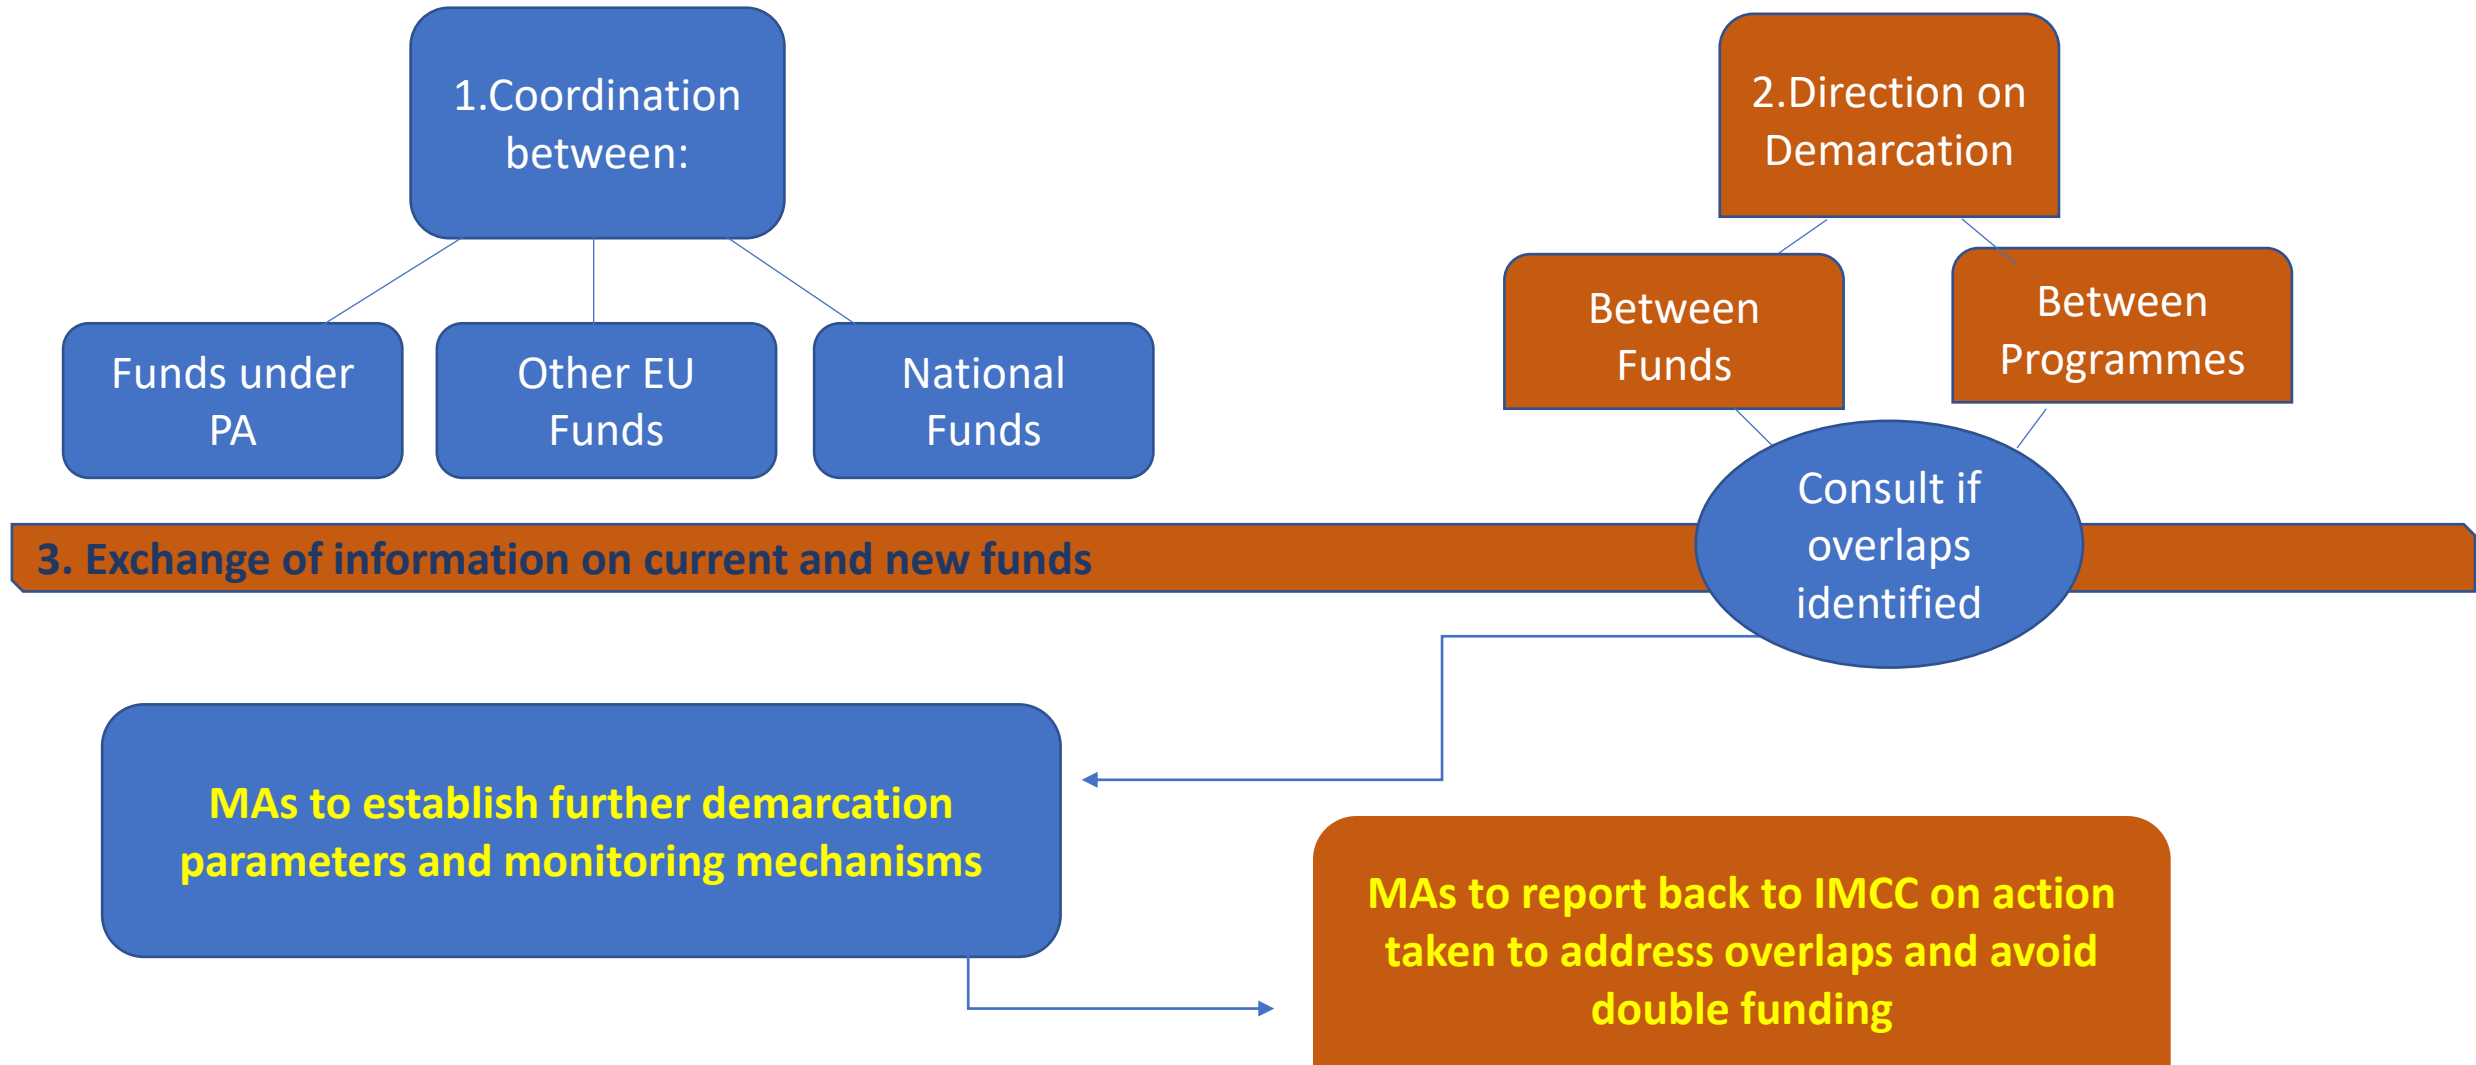 1.Coordination
between:
2.Direction on
Demarcation
Funds under
PA
Other EU
Funds
National
Funds
Between
Funds
Between
Programmes
Consult if
overlaps
identified
3. Exchange of information on current and new funds
MAs to establish further demarcation
parameters and monitoring mechanisms
MAs to report back to IMCC on action
taken to address overlaps and avoid
double funding